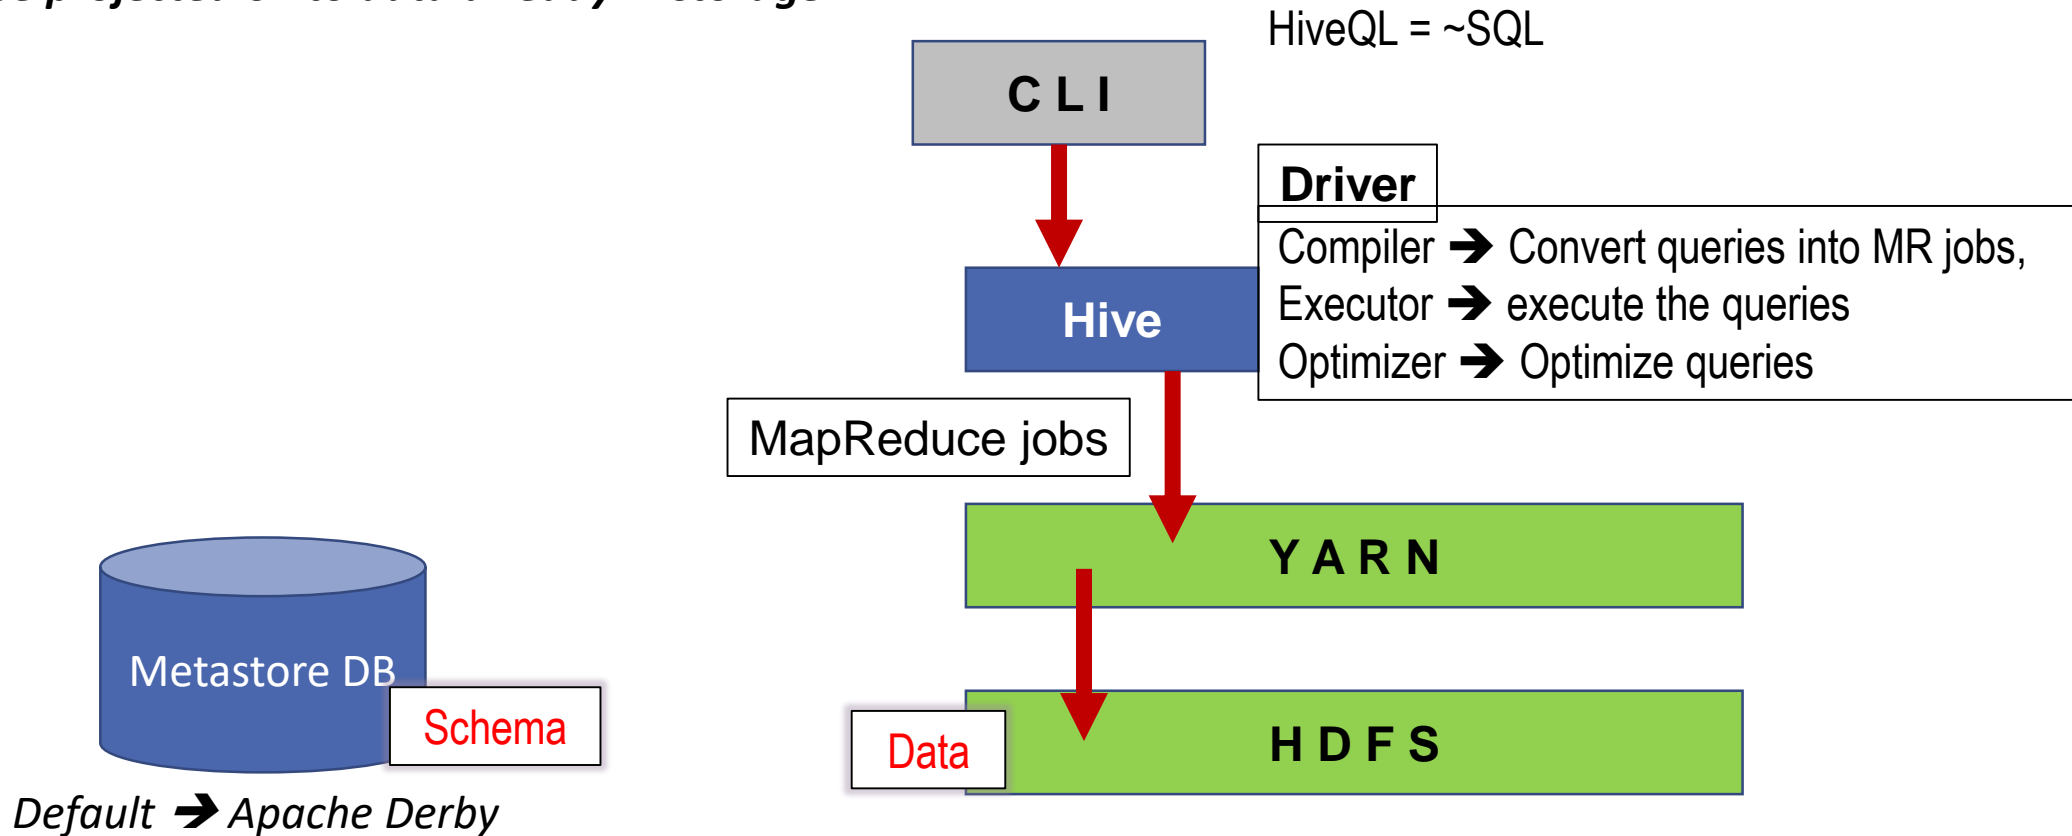 projected
HiveQL = ~SQL
C L I
Driver
Compiler ➔ Convert queries into MR jobs,
Hive
Executor ➔ execute the queries
Optimizer ➔ Optimize queries
MapReduce jobs
Y A R N
Metastore DB
Schema
Data
H D F S
Default ➔ Apache Derby